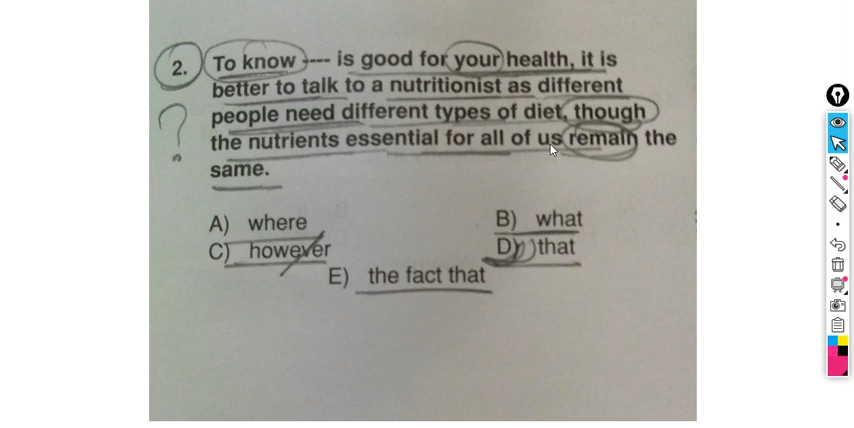 2. To know ---- is good for your health, it is
better to talk to a nutritionist as different
people need different types of diet, though
the nutrients essential for all of us remain the
same.
A) where B) what
C) however D) that
E) the fact that